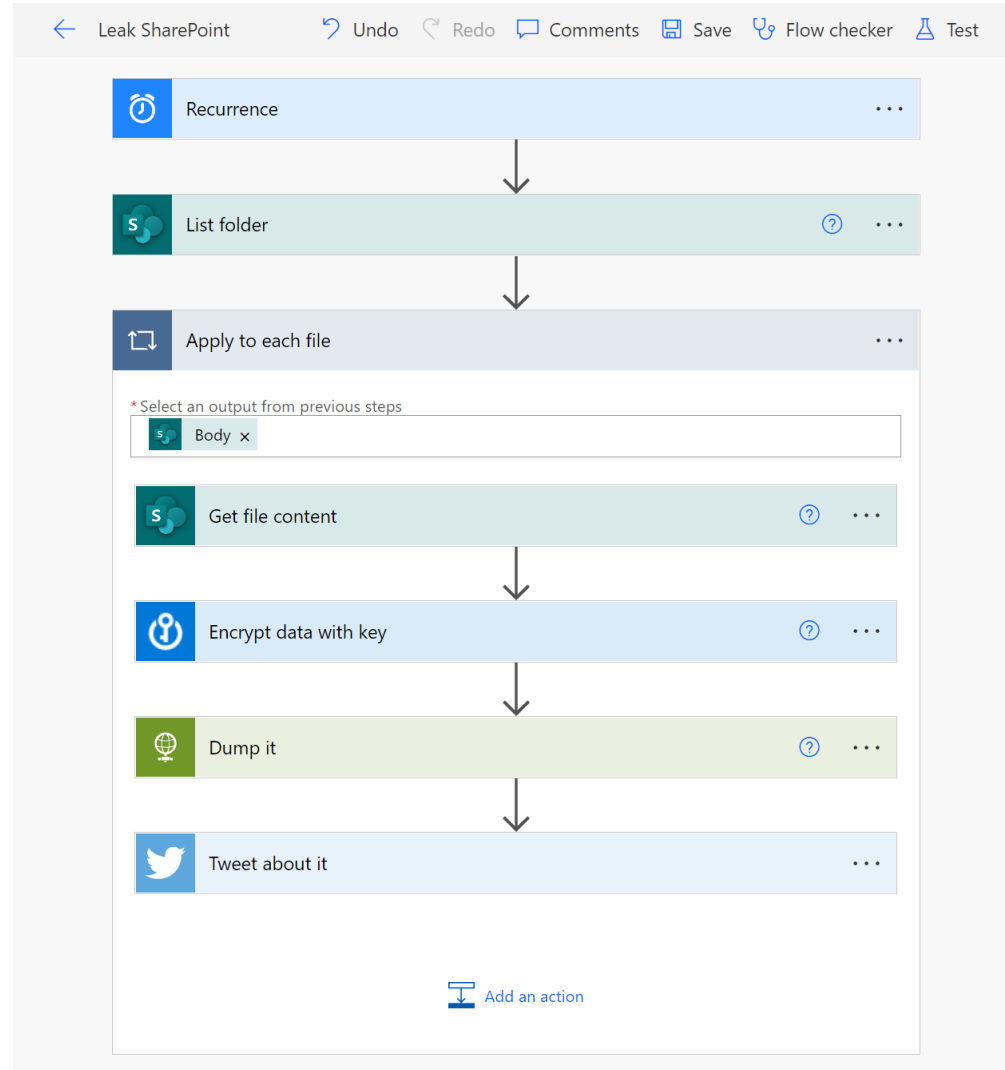 Leak SharePoint Undo Redo Comments Save Flow checker Test
Recurrence
List folder
Apply to each file
* Select an output from previous steps
Body
Get file content
Encrypt data with key
Dump it
Tweet about it
Add an action